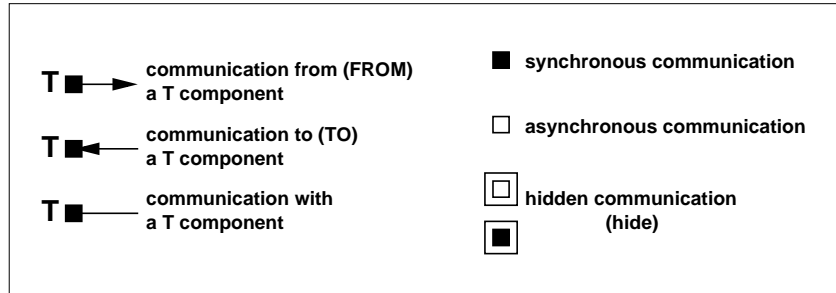 T
communication from (FROM)
a T component
T
communication to (TO)
a T component
T
communication with
a T component
synchronous communication
asynchronous communication
hidden communication
(hide)